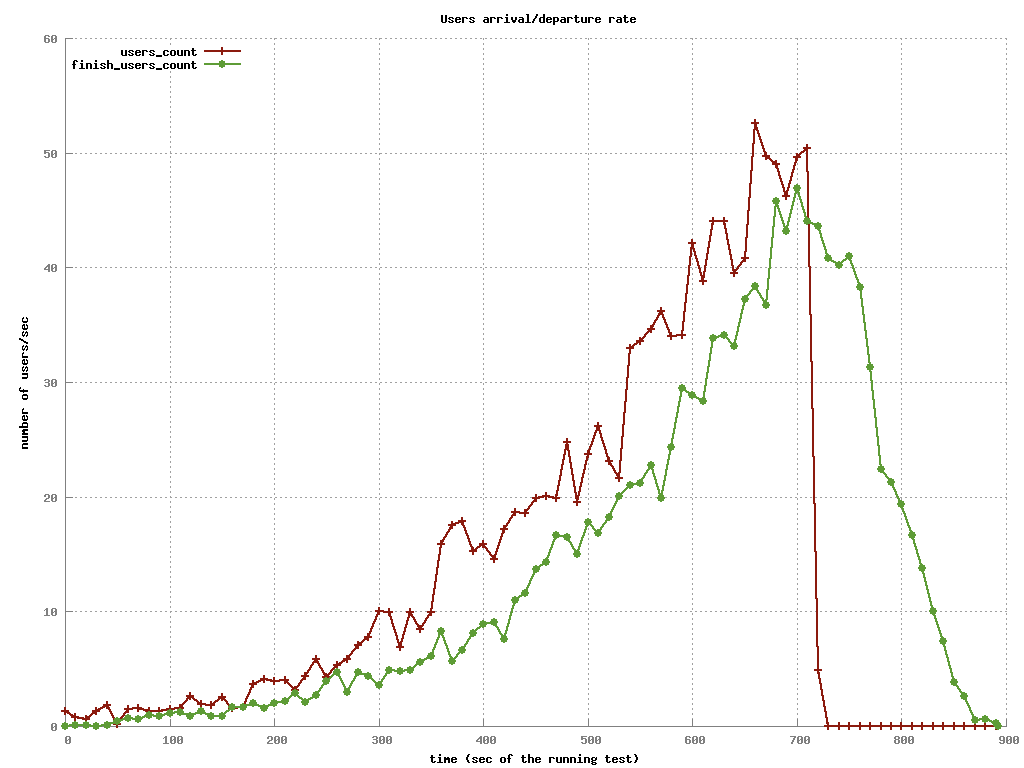 Users arrival/departure rate
60
users_count
finish_users_count
50
40
30
20
10
0
number of users/sec
0 100 200 300 400 500 600 700 800 900
time (sec of the running test)